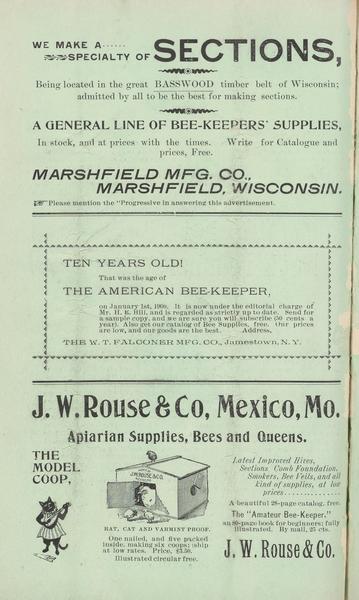 WE MAKE A......
SPECIALTY OF SECTIONS,
Being located in the great BASSWOOD timber belt of Wisconsin;
admitted by all to be the best for making sections.
A GENERAL LINE OF BEE-KEEPERS' SUPPLIES,
In stock, and at prices with the times. Write for Catalogue and
prices, Free.
MARSHFIELD MFG. CO.,
MARSHFIELD, WISCONSIN.
Please mention the "Progressive in answering this advertisement.
TEN YEARS OLD!
That was the age of
THE AMERICAN BEE-KEEPER,
on January 1st, 1900. It is now under the editorial charge of
Mr. H. E. Hill, and is regarded as strictly up to date. Send for
a sample copy, and we are sure you will subscribe (50 cents a
year). Also get our catalog of Bee Supplies, free. Our prices
are low, and our goods are the best. Address,
THE W. T. FALCONER MFG. CO., Jamestown, N. Y.
J. W. Rouse & Co, Mexico, Mo.
Apiarian Supplies, Bees and Queens.
THE
MODEL
COOP,
J.W.ROUSE & CO.
RAT, CAT AND VARMINT PROOF.
One nailed, and five packed
inside, making six coops; ship
at low rates. Price, $3.50.
Illustrated circular free.
Latest Improved Hives,
Sections Comb Foundation,
Smokers, Bee Veils, and all
kind of supplies, at low
prices..............
A beautiful 28-page catalog, free.
The "Amateur Bee-Keeper."
an 80-page book for beginners; fully
illustrated. By mail, 25 cts.
J. W. Rouse & Co.